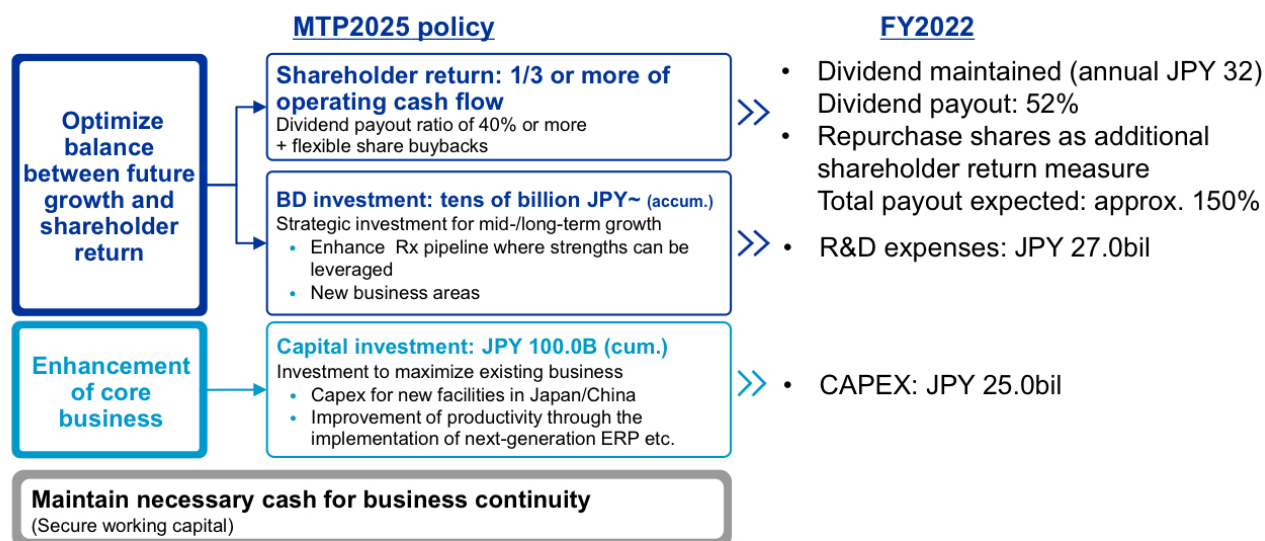 MTP2025 policy
FY2022
Optimize
balance
between future
growth and
shareholder
return
Shareholder return: 1/3 or more of
operating cash flow
Dividend payout ratio of 40% or more
+ flexible share buybacks
• Dividend maintained (annual JPY 32)
Dividend payout: 52%
• Repurchase shares as additional
shareholder return measure
Total payout expected: approx. 150%
BD investment: tens of billion JPY~ (accum.)
Strategic investment for mid-/long-term growth
• Enhance Rx pipeline where strengths can be
leveraged
• New business areas
• R&D expenses: JPY 27.0bil
Enhancement
of core
business
Capital investment: JPY 100.0B (cum.)
Investment to maximize existing business
• Capex for new facilities in Japan/China
• Improvement of productivity through the
implementation of next-generation ERP etc.
• CAPEX: JPY 25.0bil
Maintain necessary cash for business continuity
(Secure working capital)